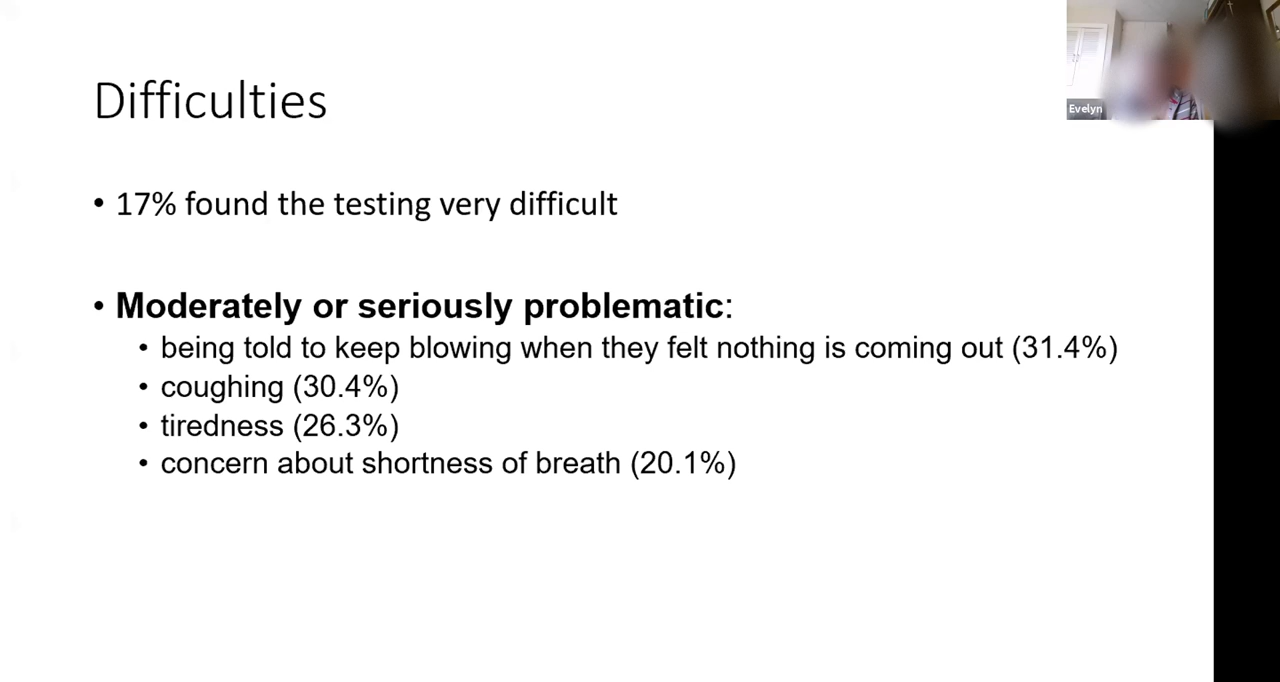 Difficulties
• 17% found the testing very difficult
• Moderately or seriously problematic:
• being told to keep blowing when they felt nothing is coming out (31.4%)
• coughing (30.4%)
• tiredness (26.3%)
• concern about shortness of breath (20.1%)
Evelyn